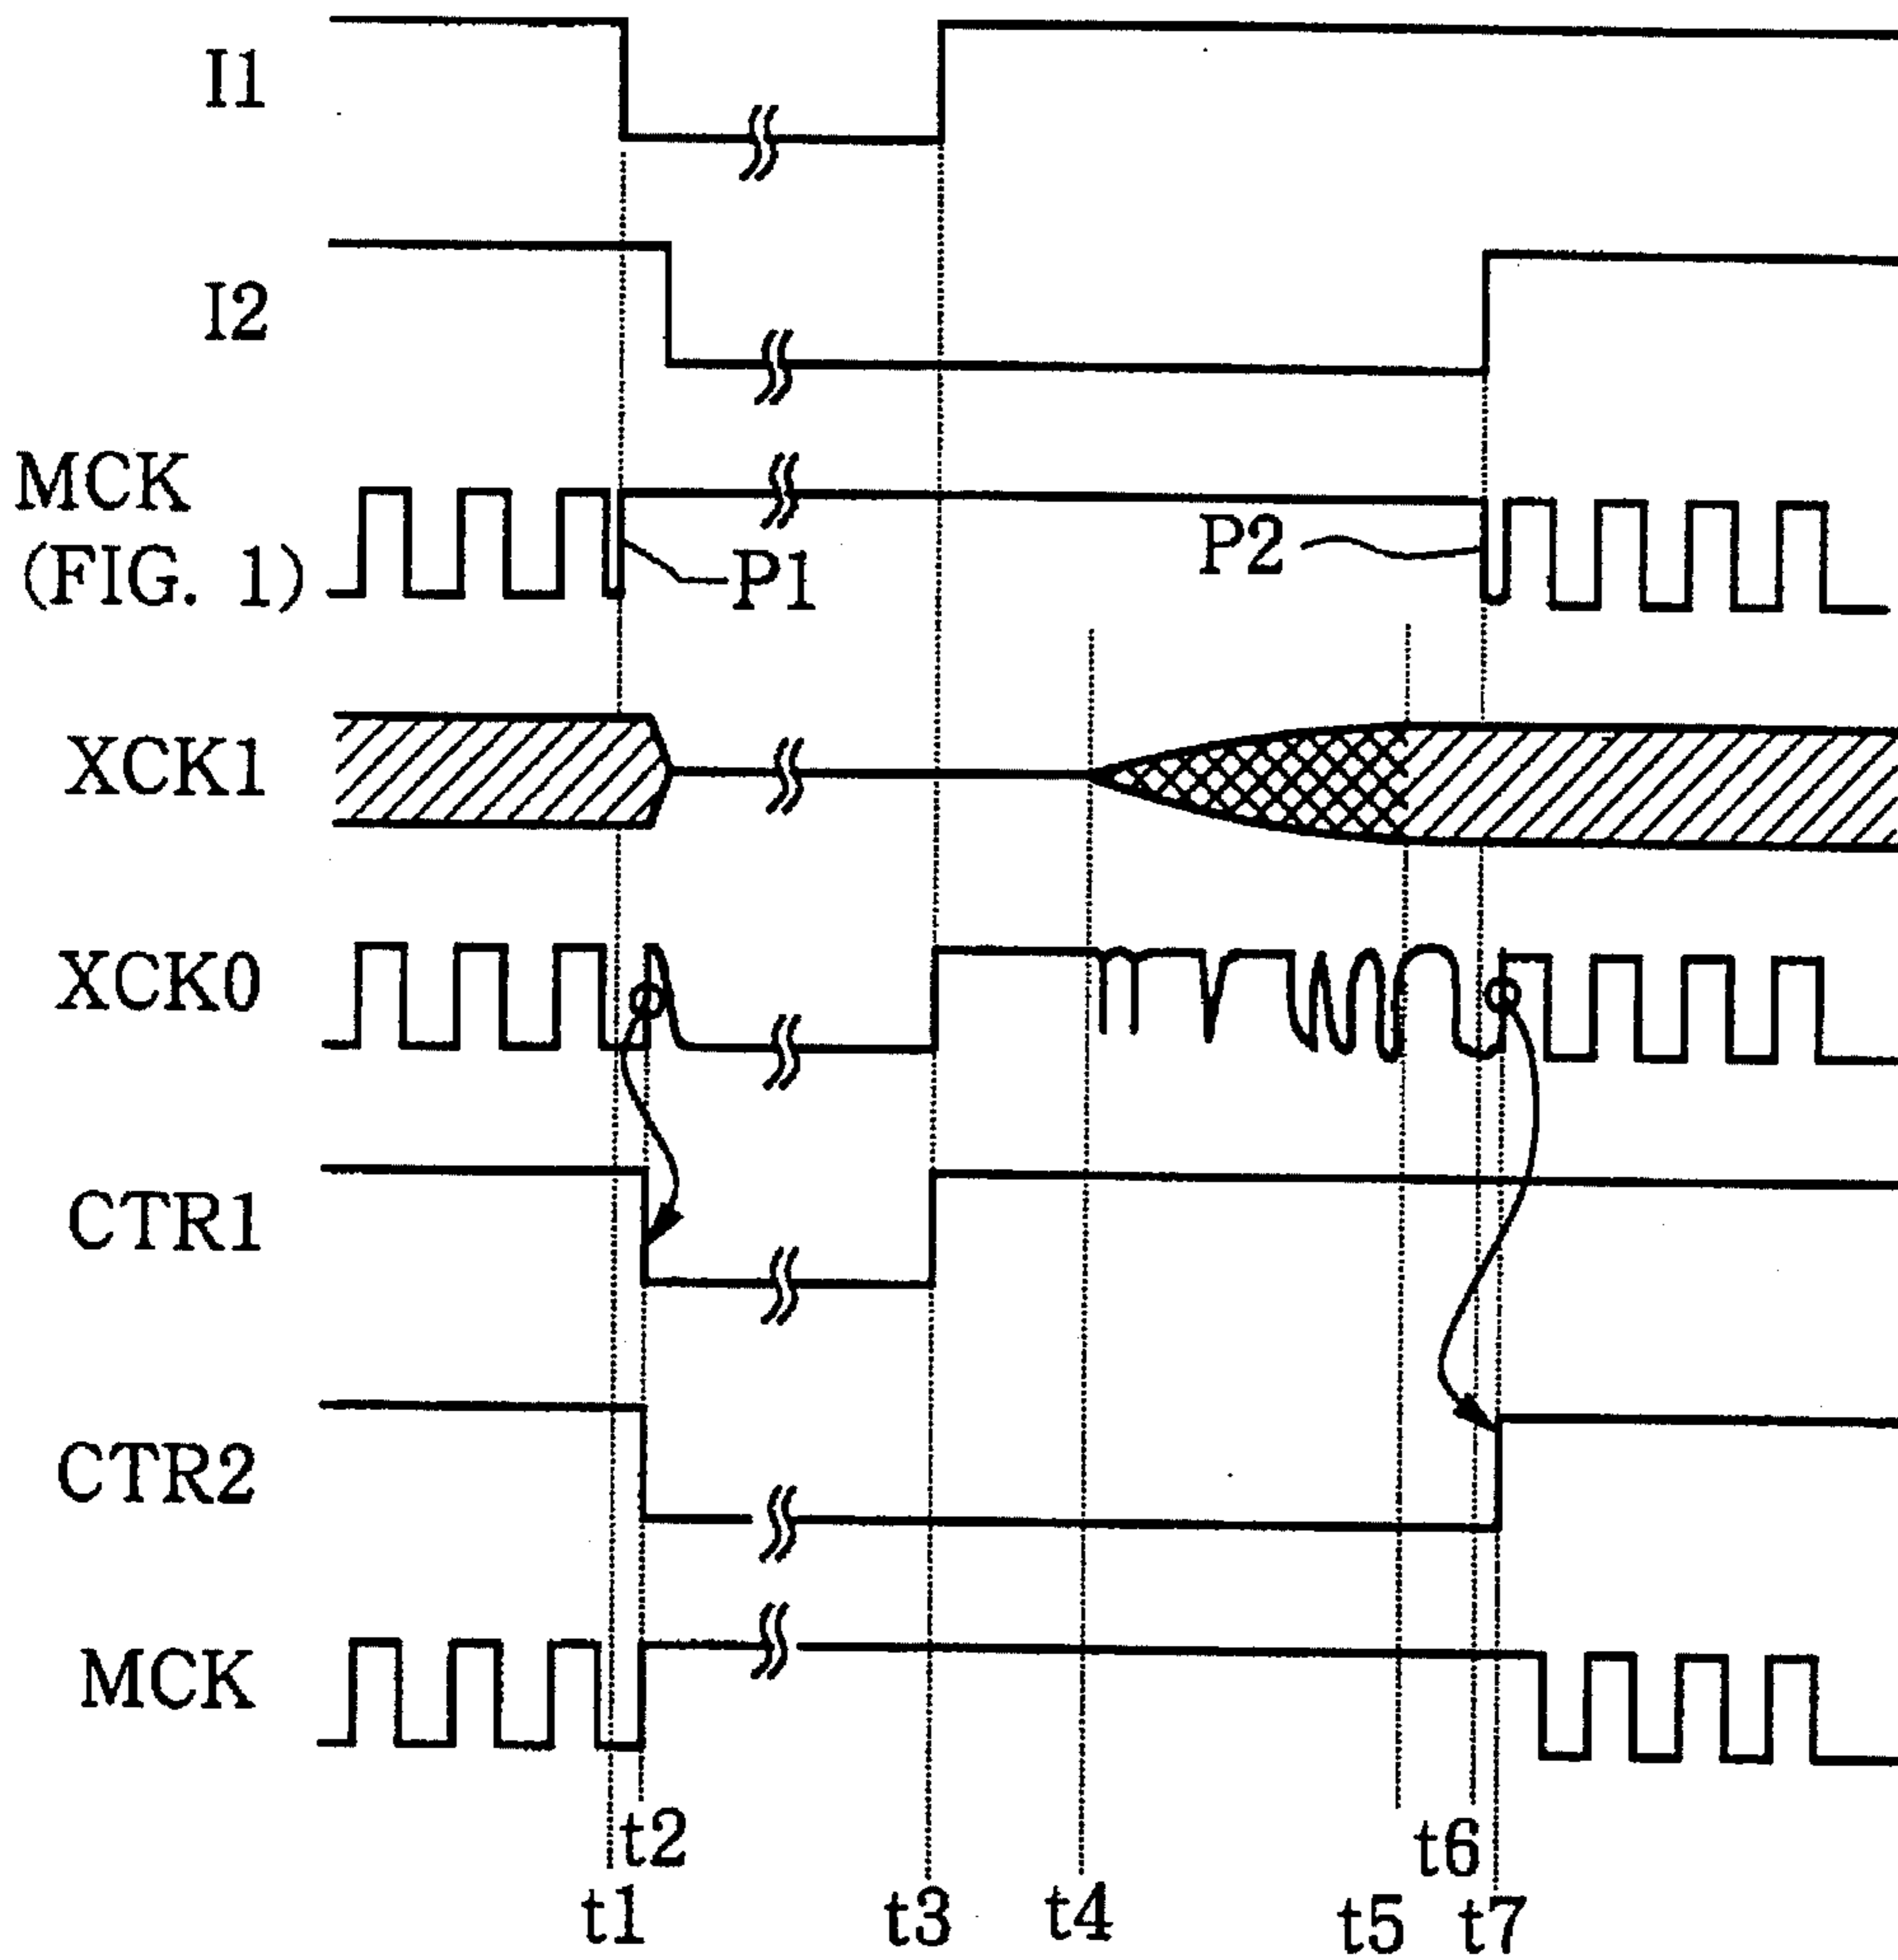 I1
I2
MCK
(FIG. 1)
P1
P2
XCK1
XCK0
CTR1
CTR2
MCK
t2
t6
t1
t3
t4
t5
t7